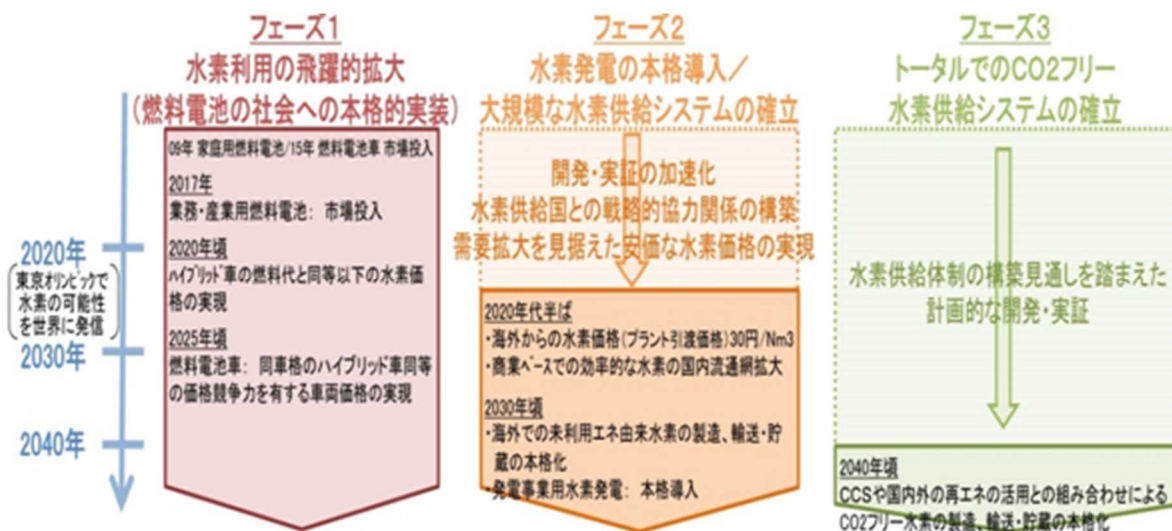 フェーズ1
水素利用の飛躍的拡大
(燃料電池の社会への本格的実装)
09年 家庭用燃料電池/15年 燃料電池車 市場投入
2017年
業務・産業用燃料電池: 市場投入
2020年頃
ハイブリッド車の燃料代と同等以下の水素価
格の実現
2025年頃
燃料電池車: 同車格のハイブリッド車同等
の価格競争力を有する車両価格の実現
2020年
東京オリンピックで
水素の可能性
を世界に発信
2030年
2040年
フェーズ2
水素発電の本格導入/
大規模な水素供給システムの確立
開発・実証の加速化
水素供給国との戦略的協力関係の構築
需要拡大を見据えた安価な水素価格の実現
2020年代半ば
・海外からの水素価格(プラント引渡価格)30円/Nm3
・商業ベースでの効率的な水素の国内流通網拡大
2030年頃
・海外での未利用エネ由来水素の製造、輸送・貯
蔵の本格化
・発電事業用水素発電: 本格導入
フェーズ3
トータルでのCO2フリー
水素供給システムの確立
水素供給体制の構築見通しを踏まえた
計画的な開発・実証
2040年頃
CCSや国内外の再エネの活用との組み合わせによる
CO2フリー水素の製造、輸送・貯蔵の本格化